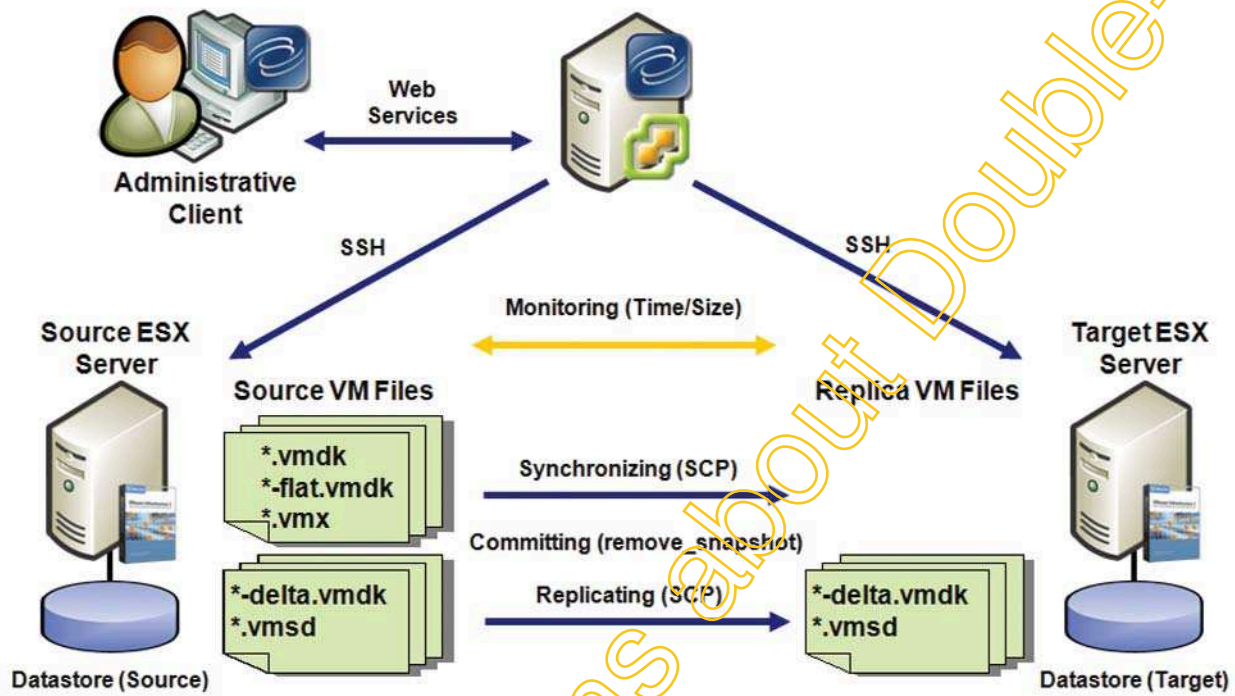 Web
Services
Administrative
Client
SSH
SSH
Monitoring (Time/Size)
Source ESX
Server
Target ESX
Server
Source VM Files
Replica VM Files
*.vmdk
*-flat.vmdk
*.vmx
Synchronizing (SCP)
Committing (remove_snapshot)
*-delta.vmdk
*.vmsd
Replicating (SCP)
*-delta.vmdk
*.vmsd
Datastore (Source)
Datastore (Target)
about Double-